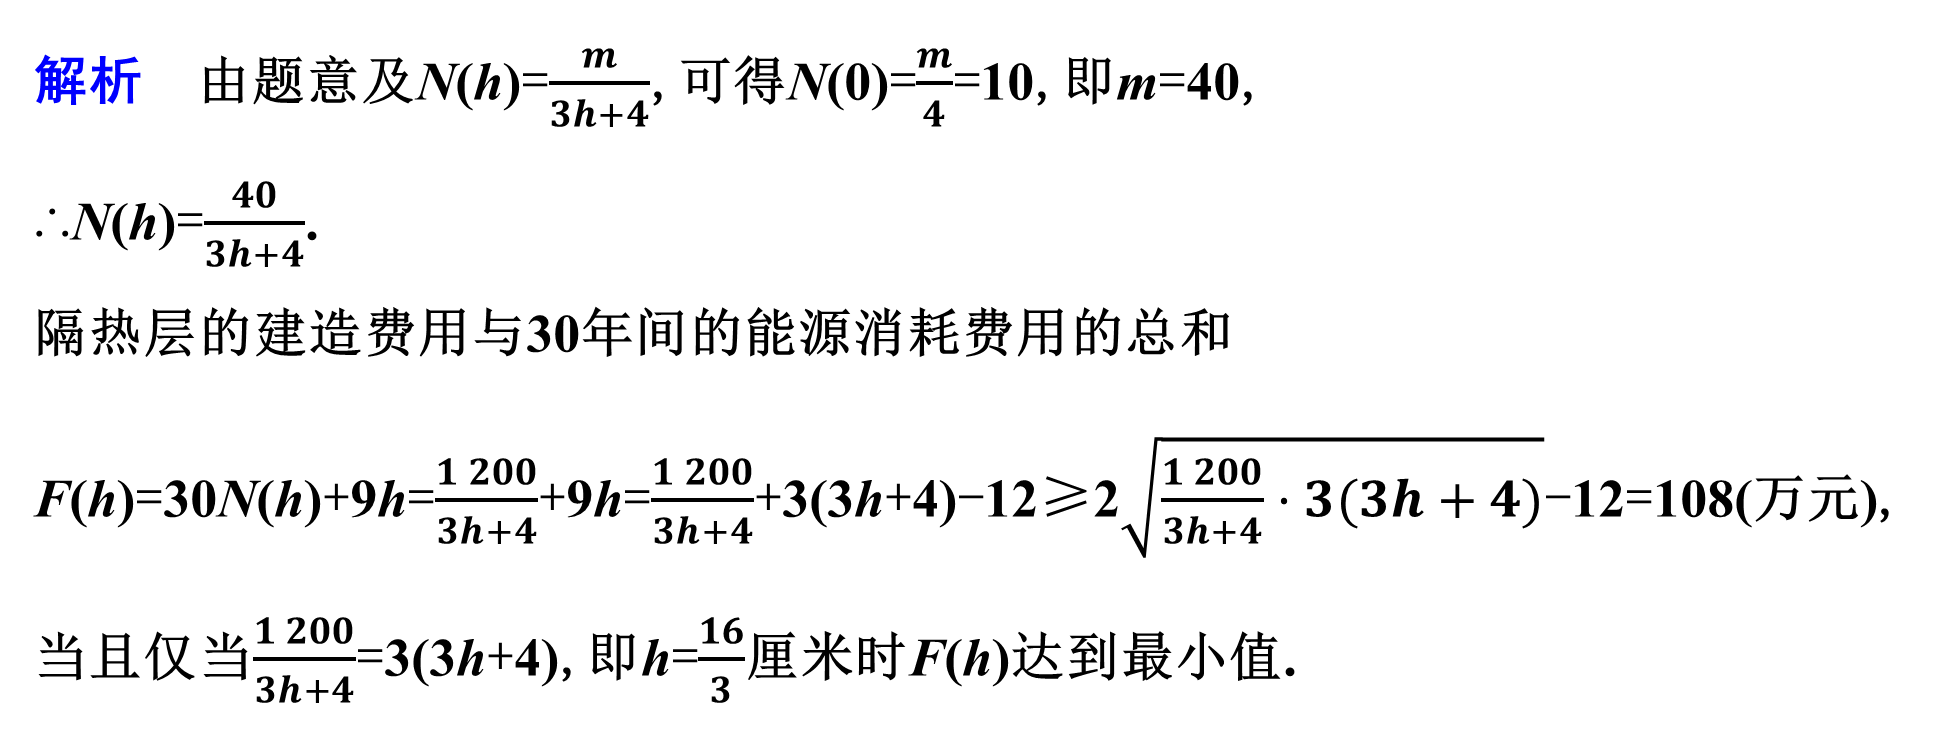 解析 由题意及N(h)=m/(3h+4), 可得N(0)=m/4=10, 即m=40,
∴N(h)=40/(3h+4).
隔热层的建造费用与30年间的能源消耗费用的总和
F(h)=30N(h)+9h=1 200/(3h+4)+9h=1 200/(3h+4)+3(3h+4)−12⩾2√(1 200/(3h+4) · 3(3h + 4))−12=108(万元),
当且仅当1 200/(3h+4)=3(3h+4), 即h=16/3厘米时F(h)达到最小值.